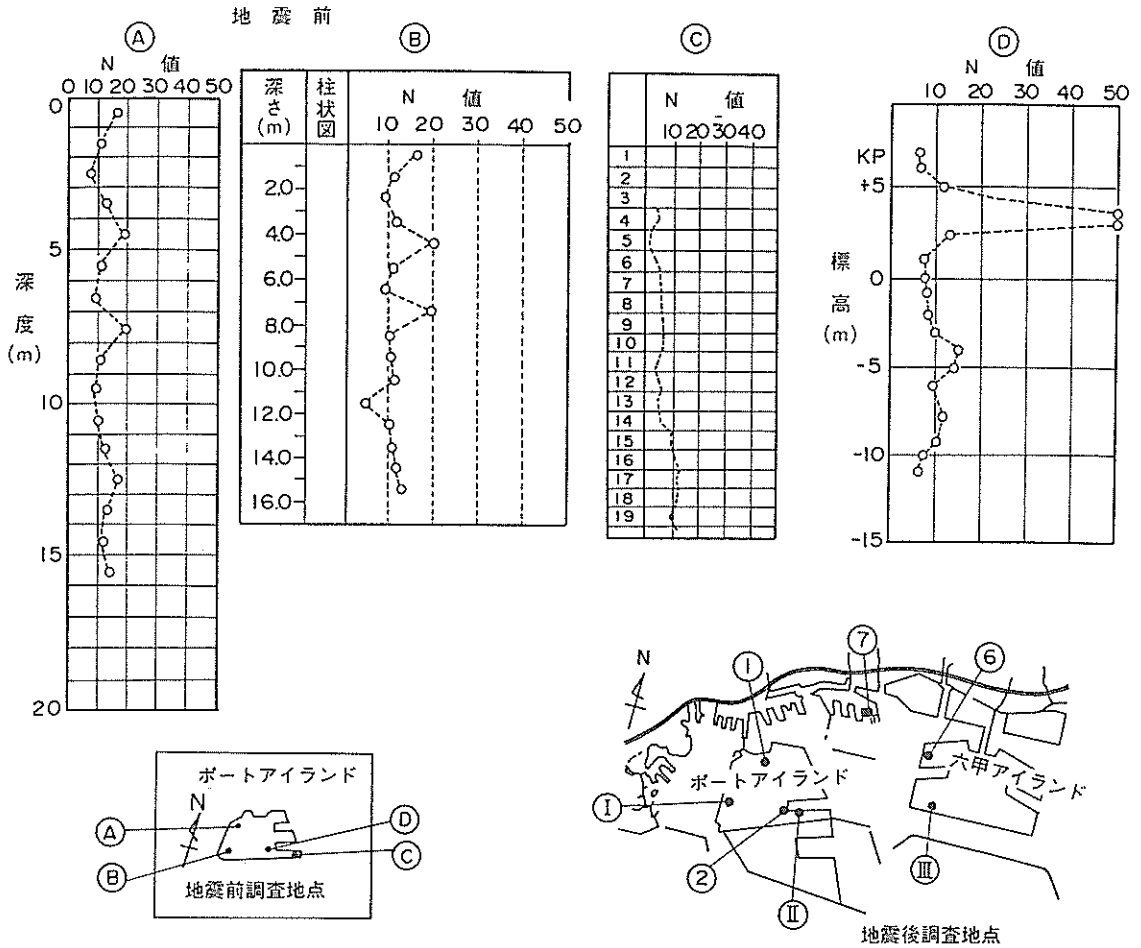 地震前
Ⓐ
N 値
0 10 20 30 40 50
0
5
10
15
20
深度
(m)
Ⓑ
深さ(m)
柱状図
N 値
10 20 30 40 50
2.0
4.0
6.0
8.0
10.0
12.0
14.0
16.0
Ⓒ
N 値
10 20 30 40
1
2
3
4
5
6
7
8
9
10
11
12
13
14
15
16
17
18
19
Ⓓ
N 値
0 10 20 30 40 50
KP
+5
0
-5
-10
-15
標高
(m)
ポートアイランド
N
Ⓐ
Ⓓ
Ⓑ
Ⓒ
地震前調査地点
N
①
⑦
⑥
ポートアイランド
六甲アイランド
Ⅰ
②
Ⅱ
Ⅲ
地震後調査地点